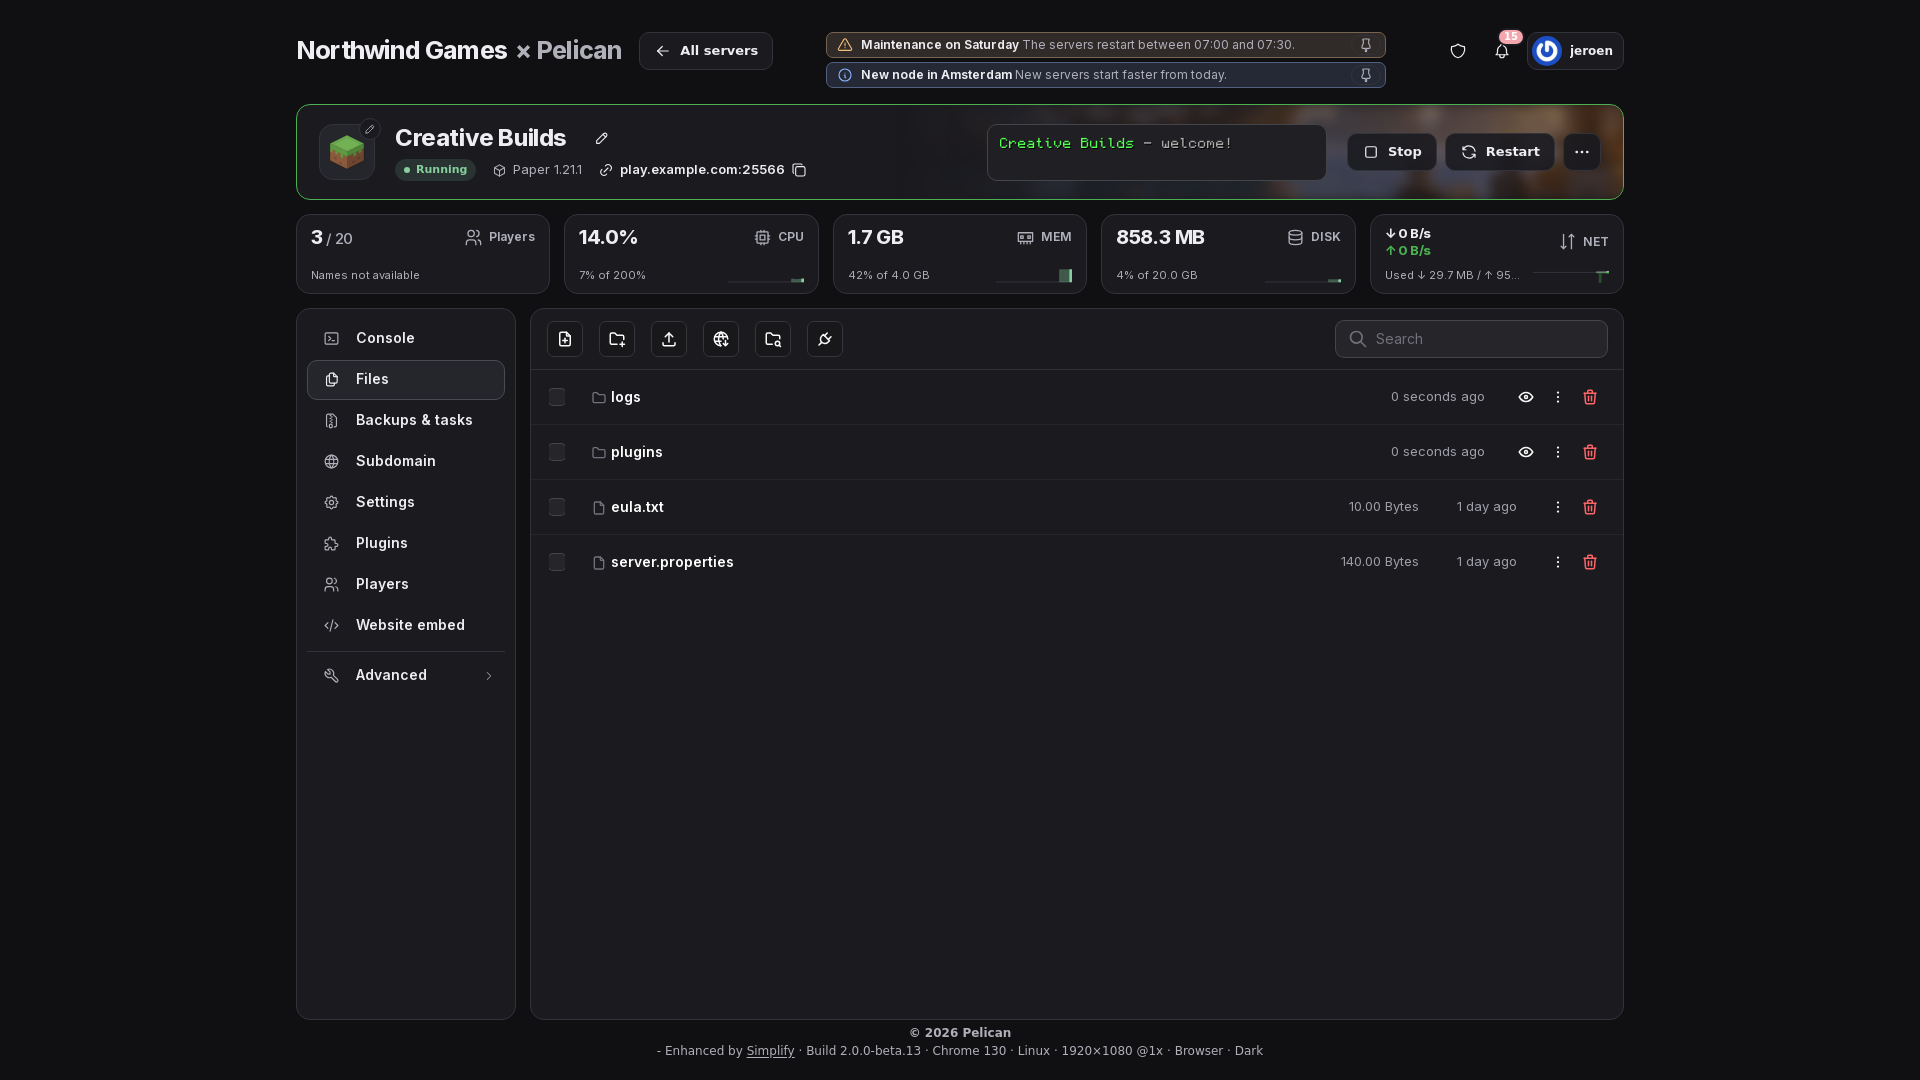 Northwind Games × Pelican
All servers
Maintenance on Saturday The servers restart between 07:00 and 07:30.
New node in Amsterdam New servers start faster from today.
15
jeroen
Creative Builds
Running
Paper 1.21.1
play.example.com:25566
Creative Builds - welcome!
Stop
Restart
3 / 20
Players
Names not available
14.0%
CPU
7% of 200%
1.7 GB
MEM
42% of 4.0 GB
858.3 MB
DISK
4% of 20.0 GB
↓ 0 B/s
↑ 0 B/s
NET
Used ↓ 29.7 MB / ↑ 95...
Console
Files
Backups & tasks
Subdomain
Settings
Plugins
Players
Website embed
Advanced
Search
logs
0 seconds ago
plugins
0 seconds ago
eula.txt
10.00 Bytes
1 day ago
server.properties
140.00 Bytes
1 day ago
© 2026 Pelican
- Enhanced by Simplify · Build 2.0.0-beta.13 · Chrome 130 · Linux · 1920×1080 @1x · Browser · Dark